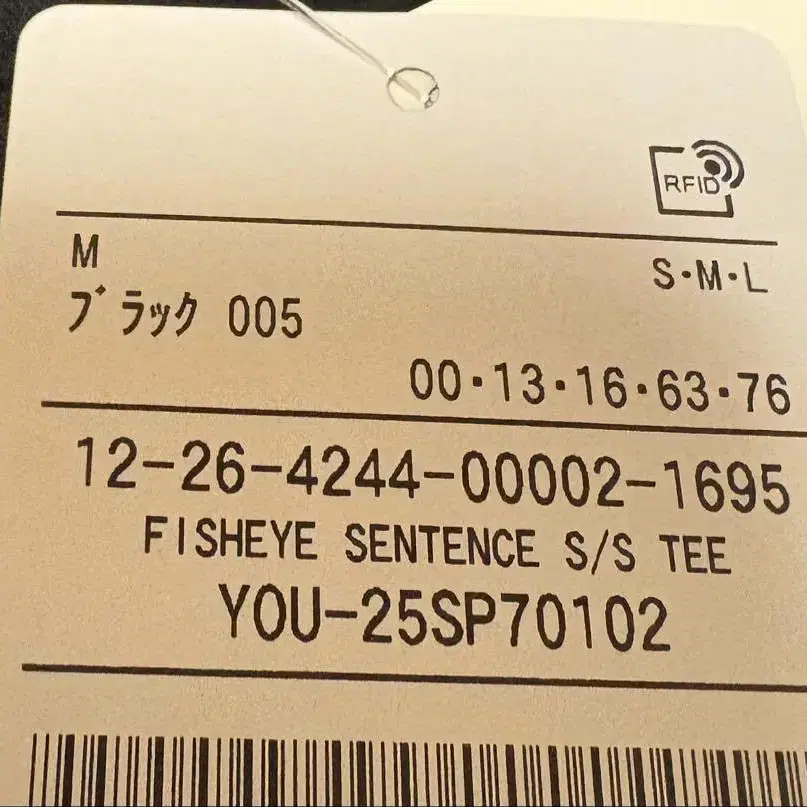 RFID
M
S・M・L
ﾌﾞﾗｯｸ 005
00・13・16・63・76
12-26-4244-00002-1695
FISHEYE SENTENCE S/S TEE
YOU-25SP70102